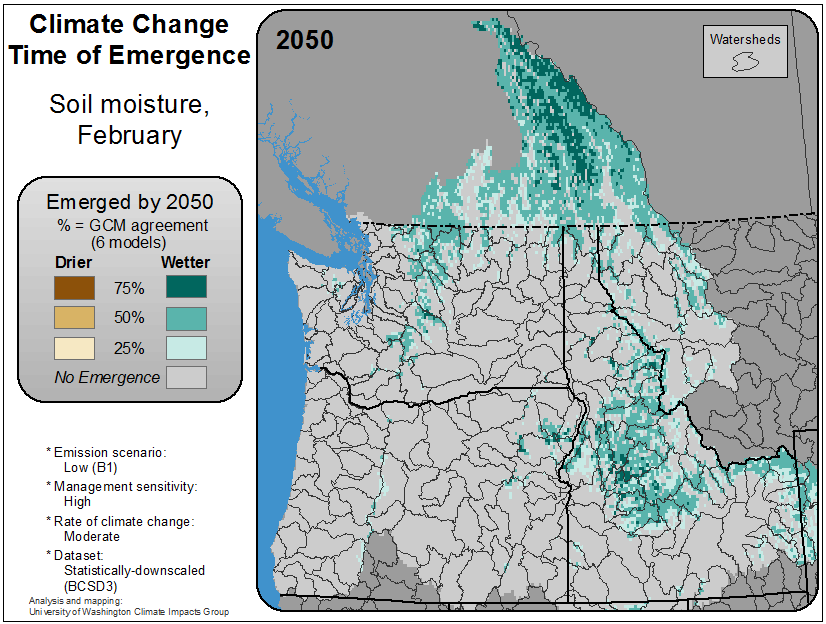 Climate Change
Time of Emergence
Soil moisture,
February
Emerged by 2050
% = GCM agreement
(6 models)
Drier Wetter
75%
50%
25%
No Emergence
* Emission scenario:
Low (B1)
* Management sensitivity:
High
* Rate of climate change:
Moderate
* Dataset:
Statistically-downscaled
(BCSD3)
Analysis and mapping:
University of Washington Climate Impacts Group
2050
Watersheds